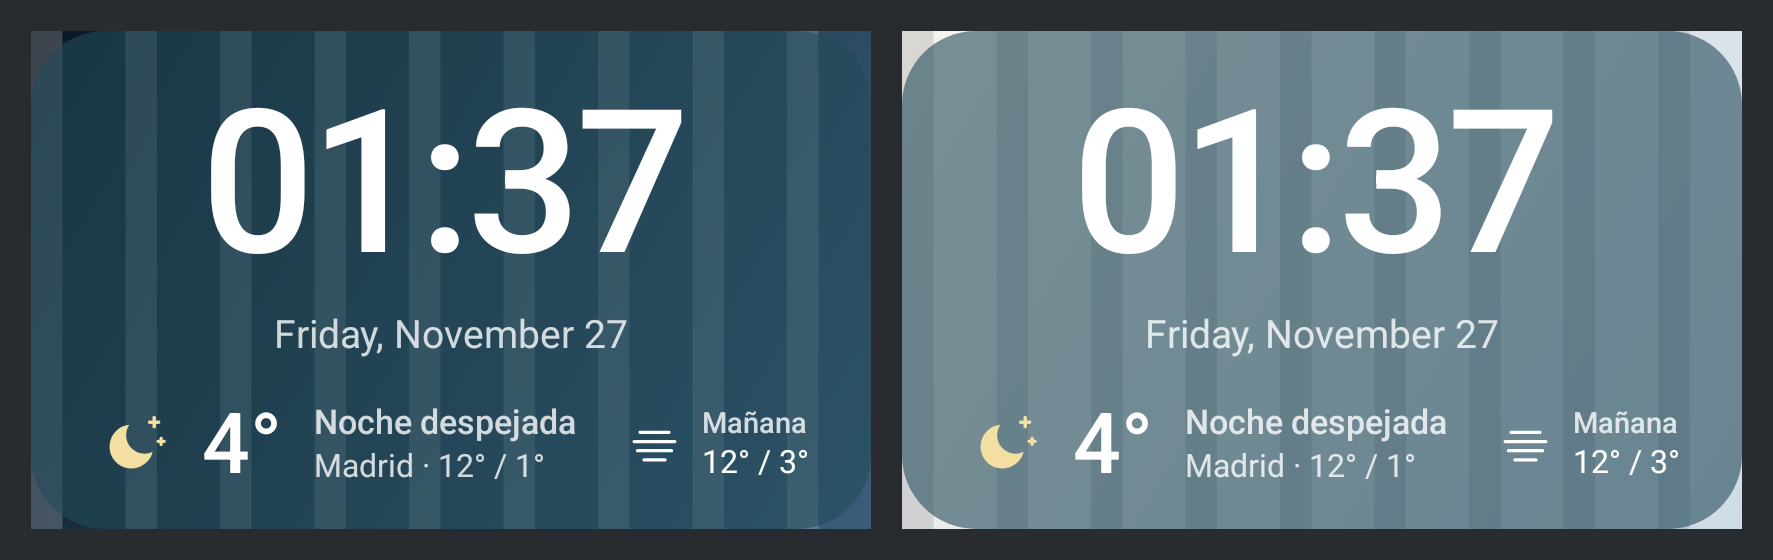 01:37
Friday, November 27
4°
Noche despejada
Madrid · 12° / 1°
Mañana
12° / 3°
01:37
Friday, November 27
4°
Noche despejada
Madrid · 12° / 1°
Mañana
12° / 3°